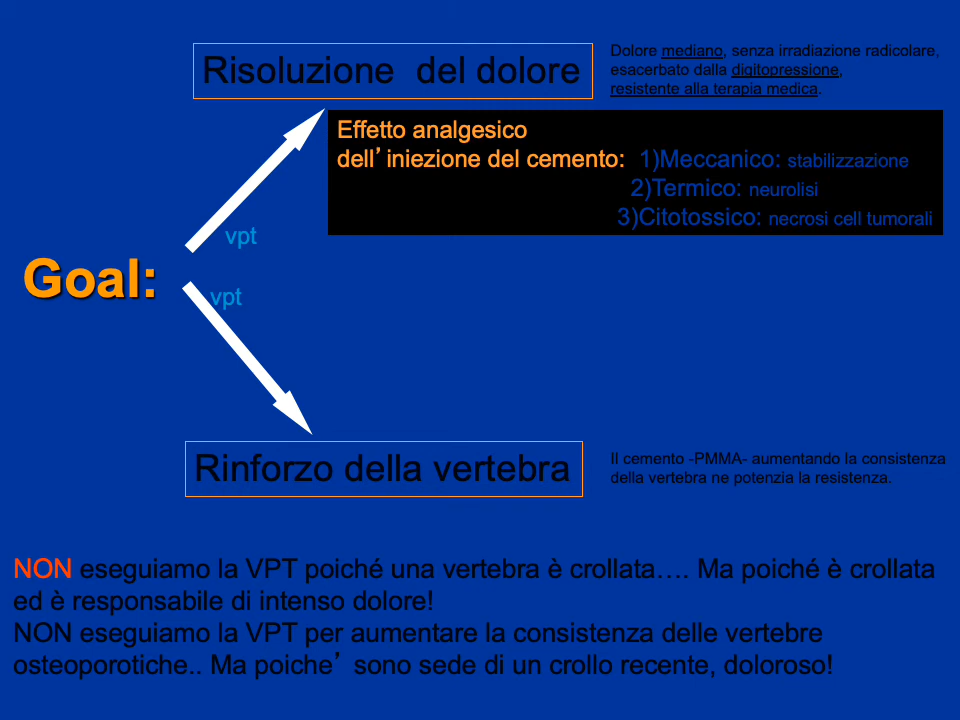 Risoluzione  del dolore
Dolore mediano, senza irradiazione radicolare,
esacerbato dalla digitopressione,
resistente alla terapia medica.
Effetto analgesico
dell’ iniezione del cemento:  1)Meccanico: stabilizzazione
2)Termico: neurolisi
3)Citotossico: necrosi cell tumorali
vpt
Goal:
vpt
Rinforzo della vertebra
Il cemento -PMMA- aumentando la consistenza
della vertebra ne potenzia la resistenza.
NON eseguiamo la VPT poiché una vertebra è crollata…. Ma poiché è crollata
ed è responsabile di intenso dolore!
NON eseguiamo la VPT per aumentare la consistenza delle vertebre
osteoporotiche.. Ma poiche’ sono sede di un crollo recente, doloroso!